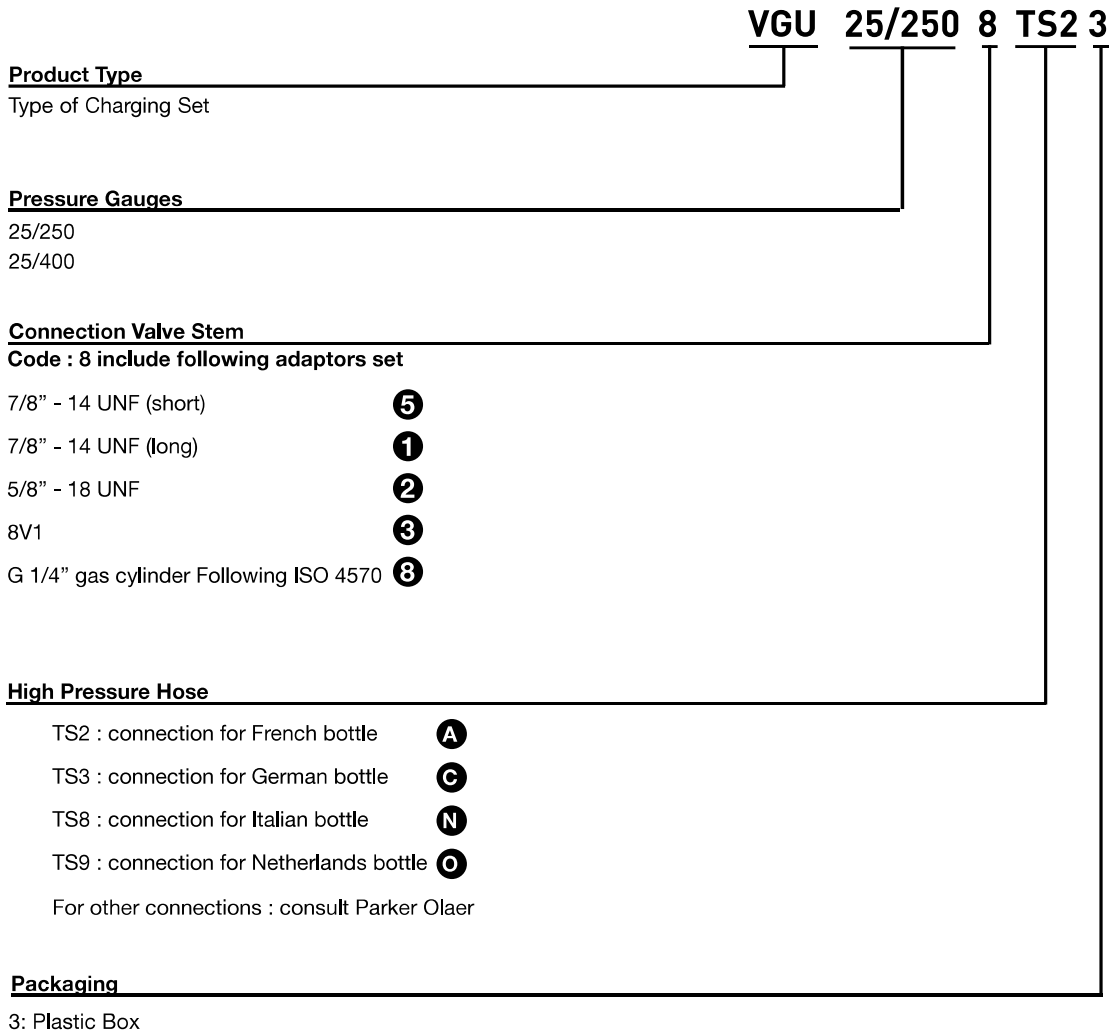 VGU 25/250 8 TS2 3
Product Type
Type of Charging Set
Pressure Gauges
25/250
25/400
Connection Valve Stem
Code : 8 include following adaptors set
7/8” - 14 UNF (short) 5
7/8” - 14 UNF (long) 1
5/8” - 18 UNF 2
8V1 3
G 1/4” gas cylinder Following ISO 4570 8
High Pressure Hose
TS2 : connection for French bottle A
TS3 : connection for German bottle C
TS8 : connection for Italian bottle N
TS9 : connection for Netherlands bottle O
For other connections : consult Parker Olaer
Packaging
3: Plastic Box